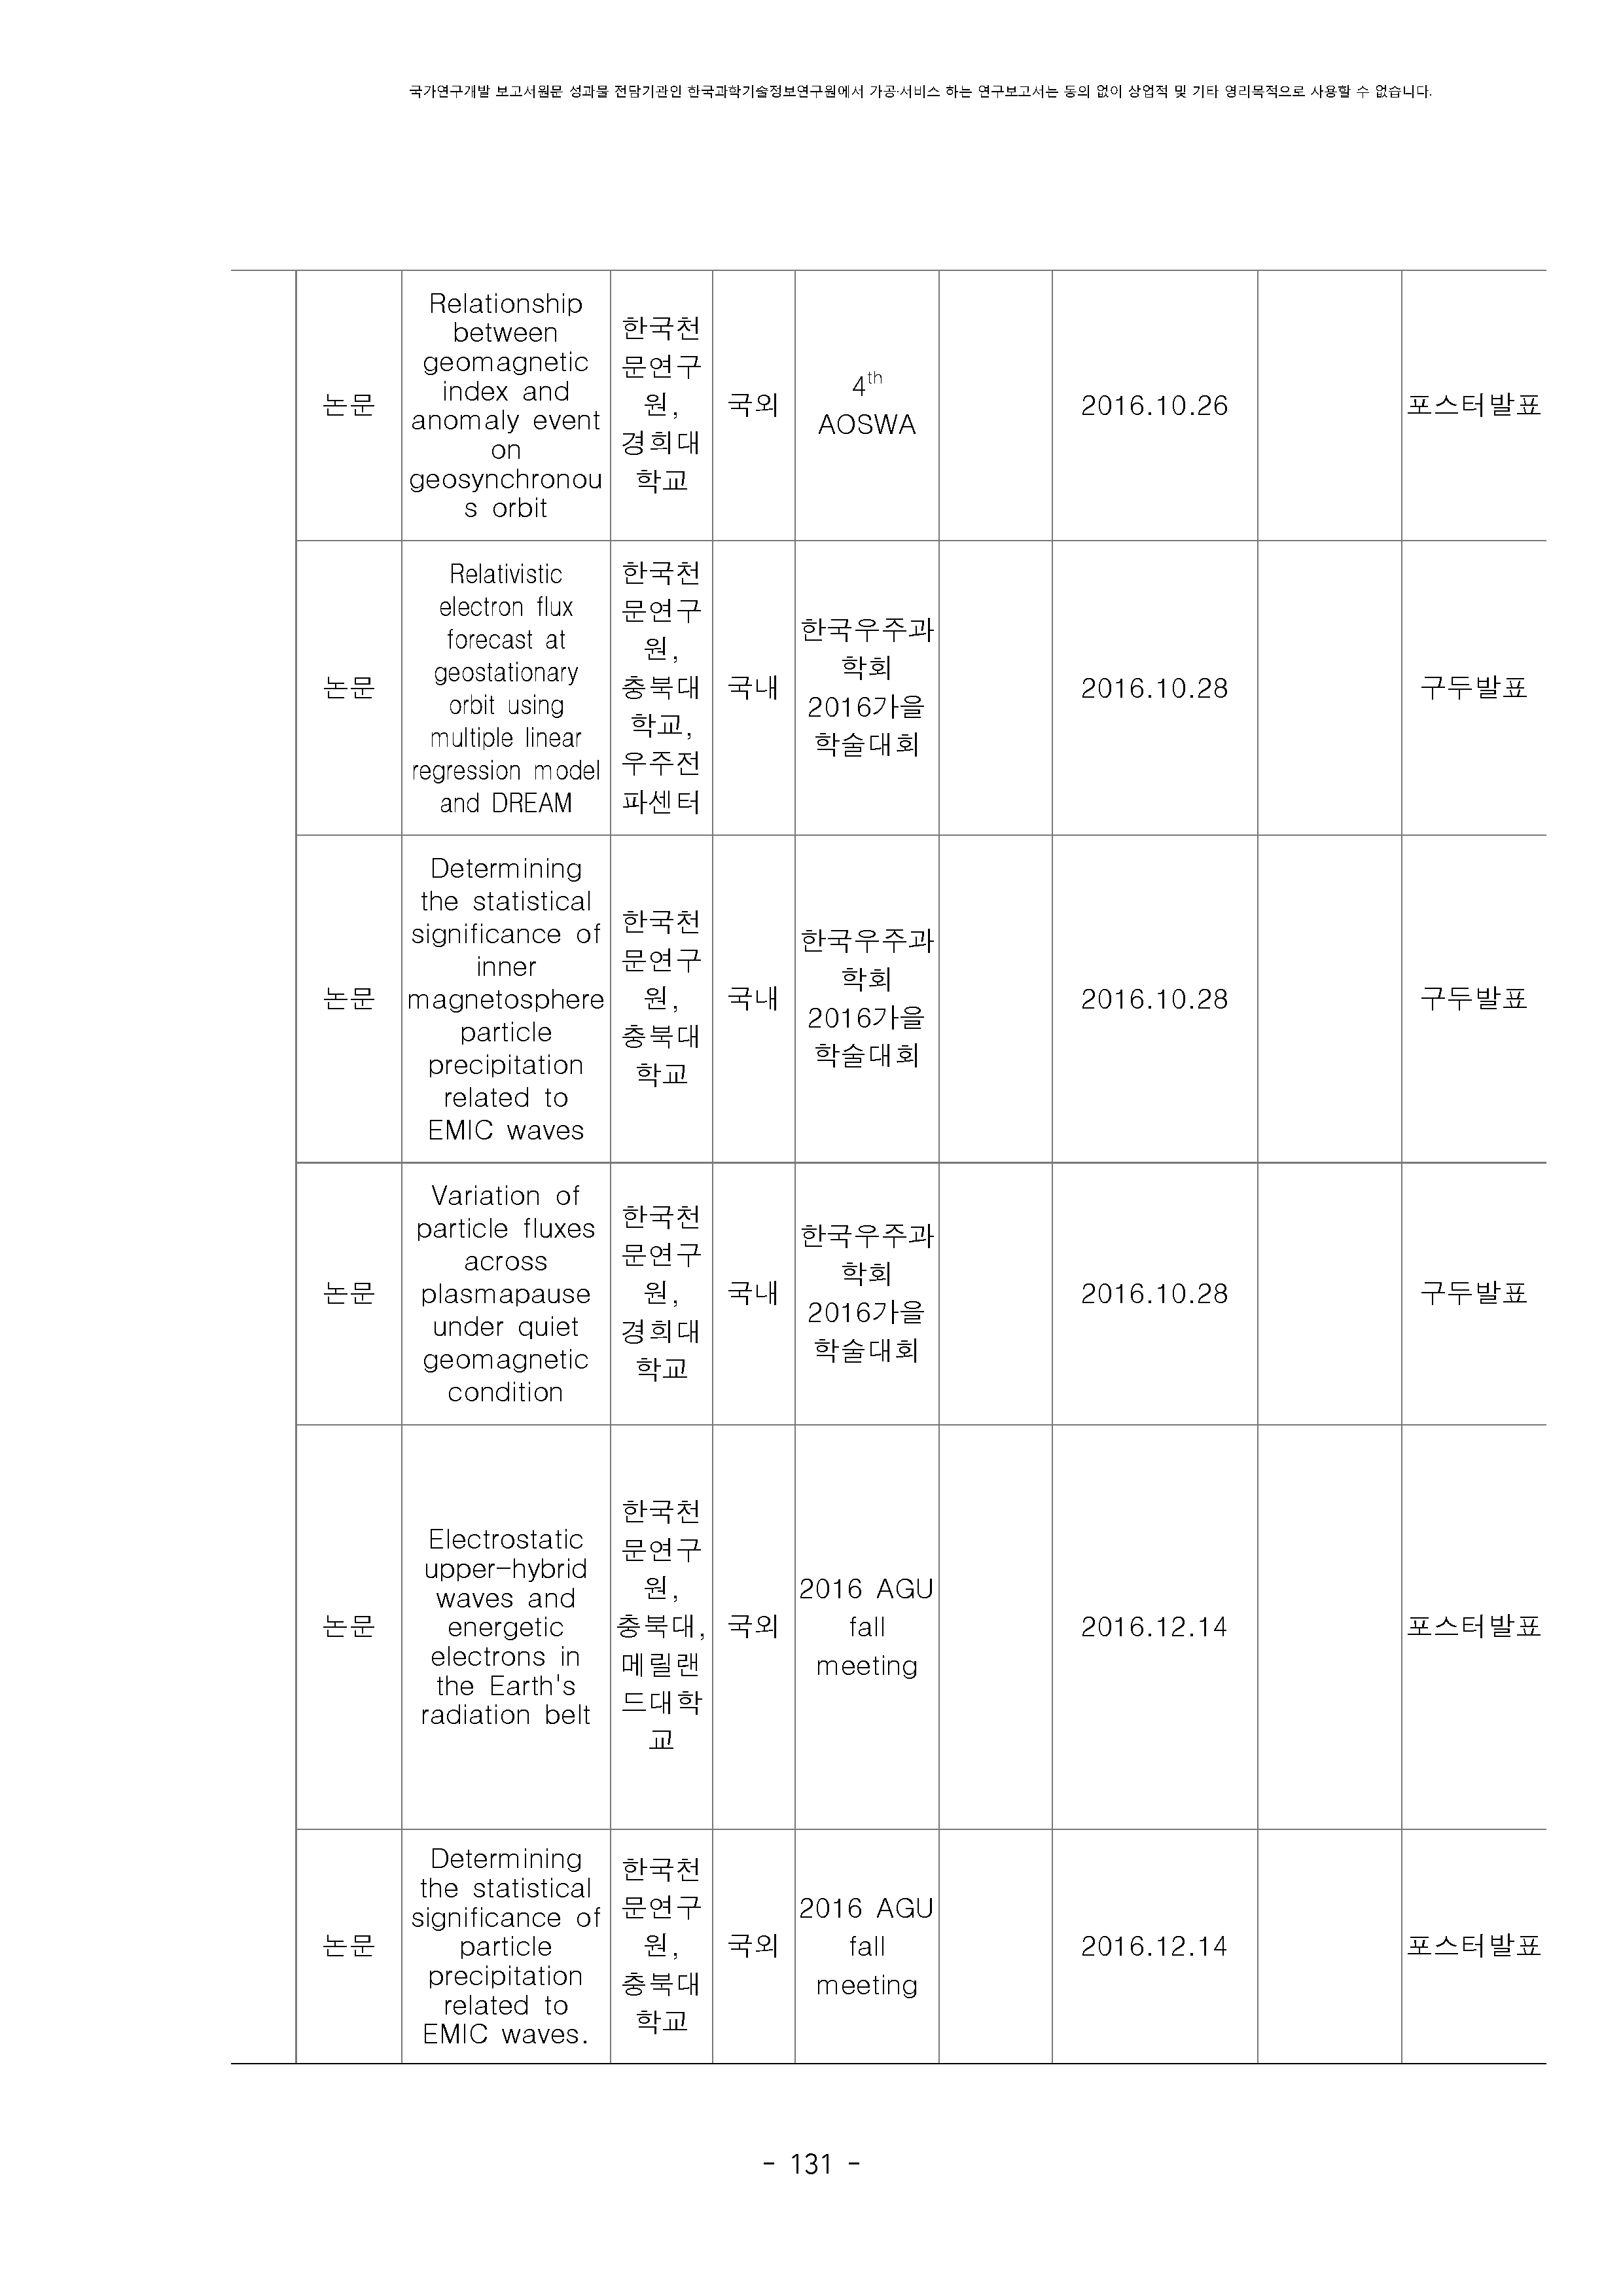 국가연구개발 보고서원문 성과물 전담기관인 한국과학기술정보연구원에서 가공·서비스 하는 연구보고서는 동의 없이 상업적 및 기타 영리목적으로 사용할 수 없습니다.
논문
Relationship
between
geomagnetic
index and
anomaly event
on
geosynchronou
s orbit
한국천
문연구
원,
경희대
학교
국외
4th
AOSWA
2016.10.26
포스터발표
논문
Relativistic
electron flux
forecast at
geostationary
orbit using
multiple linear
regression model
and DREAM
한국천
문연구
원,
충북대
학교,
우주전
파센터
국내
한국우주과
학회
2016가을
학술대회
2016.10.28
구두발표
논문
Determining
the statistical
significance of
inner
magnetosphere
particle
precipitation
related to
EMIC waves
한국천
문연구
원,
충북대
학교
국내
한국우주과
학회
2016가을
학술대회
2016.10.28
구두발표
논문
Variation of
particle fluxes
across
plasmapause
under quiet
geomagnetic
condition
한국천
문연구
원,
경희대
학교
국내
한국우주과
학회
2016가을
학술대회
2016.10.28
구두발표
논문
Electrostatic
upper-hybrid
waves and
energetic
electrons in
the Earth's
radiation belt
한국천
문연구
원,
충북대,
메릴랜
드대학
교
국외
2016 AGU
fall
meeting
2016.12.14
포스터발표
논문
Determining
the statistical
significance of
particle
precipitation
related to
EMIC waves.
한국천
문연구
원,
충북대
학교
국외
2016 AGU
fall
meeting
2016.12.14
포스터발표
- 131 -